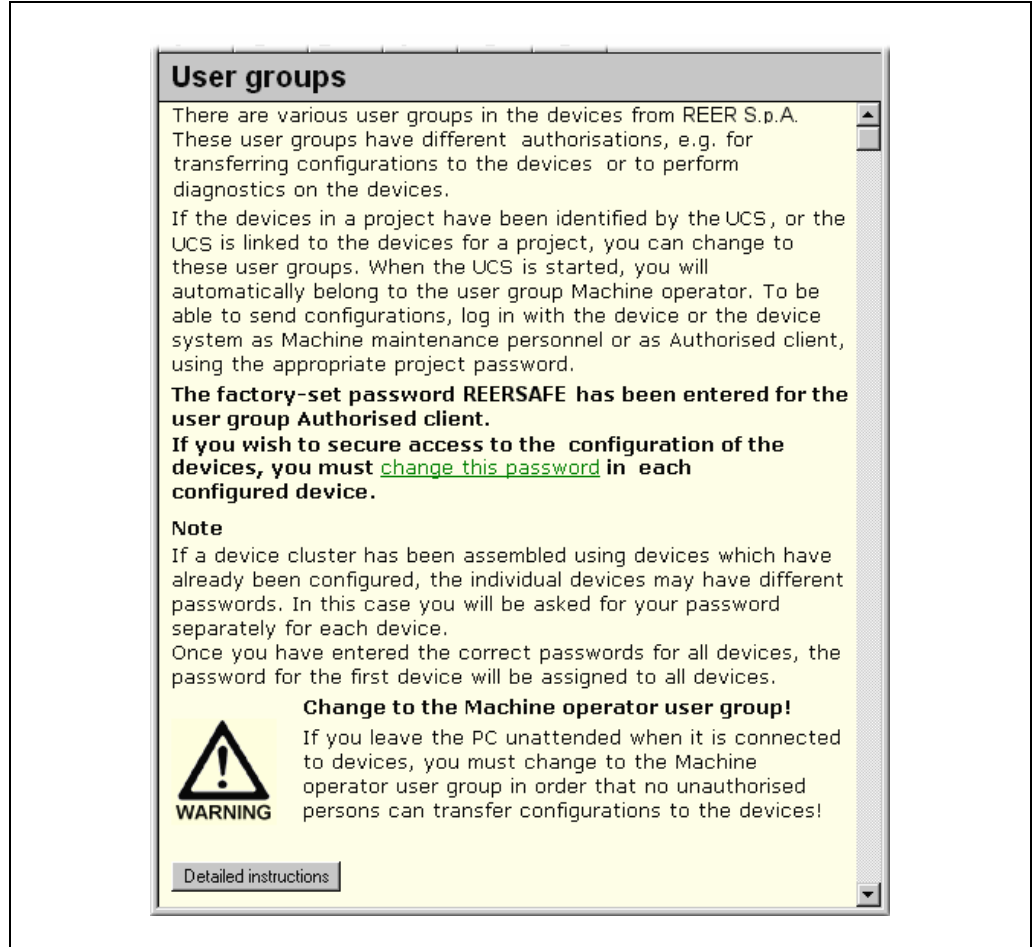 User groups
There are various user groups in the devices from REER S.p.A.
These user groups have different authorisations, e.g. for
transferring configurations to the devices or to perform
diagnostics on the devices.
If the devices in a project have been identified by the UCS, or the
UCS is linked to the devices for a project, you can change to
these user groups. When the UCS is started, you will
automatically belong to the user group Machine operator. To be
able to send configurations, log in with the device or the device
system as Machine maintenance personnel or as Authorised client,
using the appropriate project password.
The factory-set password REERSAFE has been entered for the
user group Authorised client.
If you wish to secure access to the configuration of the
devices, you must change this password in each
configured device.
Note
If a device cluster has been assembled using devices which have
already been configured, the individual devices may have different
passwords. In this case you will be asked for your password
separately for each device.
Once you have entered the correct passwords for all devices, the
password for the first device will be assigned to all devices.
Change to the Machine operator user group!
If you leave the PC unattended when it is connected
to devices, you must change to the Machine
operator user group in order that no unauthorised
persons can transfer configurations to the devices!
WARNING
Detailed instructions